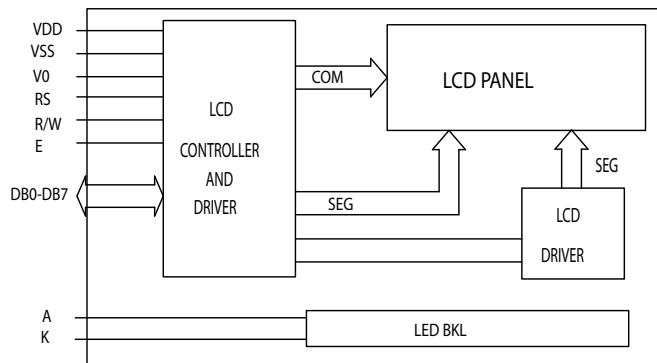 VDD
VSS
V0
RS
R/W
E
DB0-DB7
A
K
LCD
CONTROLLER
AND
DRIVER
COM
SEG
LCD PANEL
SEG
LCD
DRIVER
LED BKL